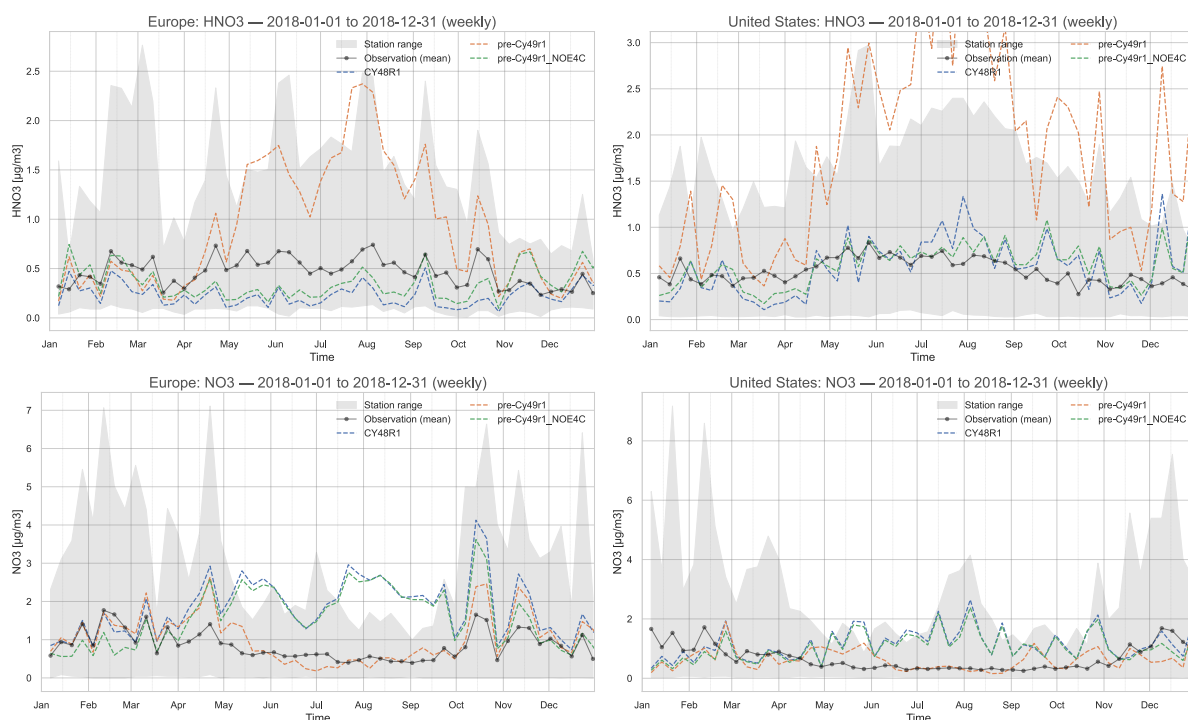 Europe: HNO3 — 2018-01-01 to 2018-12-31 (weekly)
Station range
Observation (mean)
CY48R1
pre-Cy49r1
pre-Cy49r1_NOE4C
HNO3 [µg/m3]
2.5
2.0
1.5
1.0
0.5
0.0
Jan Feb Mar Apr May Jun Jul Aug Sep Oct Nov Dec
Time
United States: HNO3 — 2018-01-01 to 2018-12-31 (weekly)
Station range
Observation (mean)
CY48R1
pre-Cy49r1
pre-Cy49r1_NOE4C
HNO3 [µg/m3]
3.0
2.5
2.0
1.5
1.0
0.5
0.0
Jan Feb Mar Apr May Jun Jul Aug Sep Oct Nov Dec
Time
Europe: NO3 — 2018-01-01 to 2018-12-31 (weekly)
Station range
Observation (mean)
CY48R1
pre-Cy49r1
pre-Cy49r1_NOE4C
NO3 [µg/m3]
7
6
5
4
3
2
1
0
Jan Feb Mar Apr May Jun Jul Aug Sep Oct Nov Dec
Time
United States: NO3 — 2018-01-01 to 2018-12-31 (weekly)
Station range
Observation (mean)
CY48R1
pre-Cy49r1
pre-Cy49r1_NOE4C
NO3 [µg/m3]
8
6
4
2
0
Jan Feb Mar Apr May Jun Jul Aug Sep Oct Nov Dec
Time